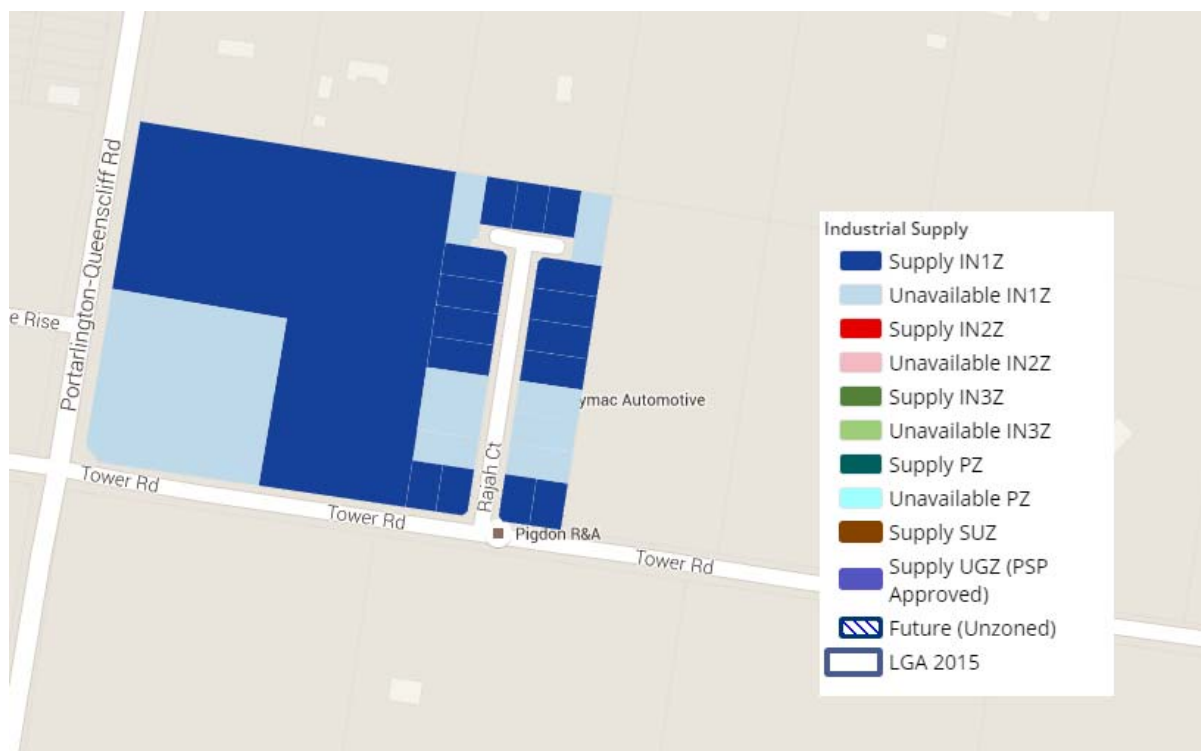 Portarlington-Queenscliff Rd
e Rise
Tower Rd
Tower Rd
Rajah Ct
ymac Automotive
Pigdon R&A
Tower Rd
Industrial Supply
Supply IN1Z
Unavailable IN1Z
Supply IN2Z
Unavailable IN2Z
Supply IN3Z
Unavailable IN3Z
Supply PZ
Unavailable PZ
Supply SUZ
Supply UGZ (PSP
Approved)
Future (Unzoned)
LGA 2015